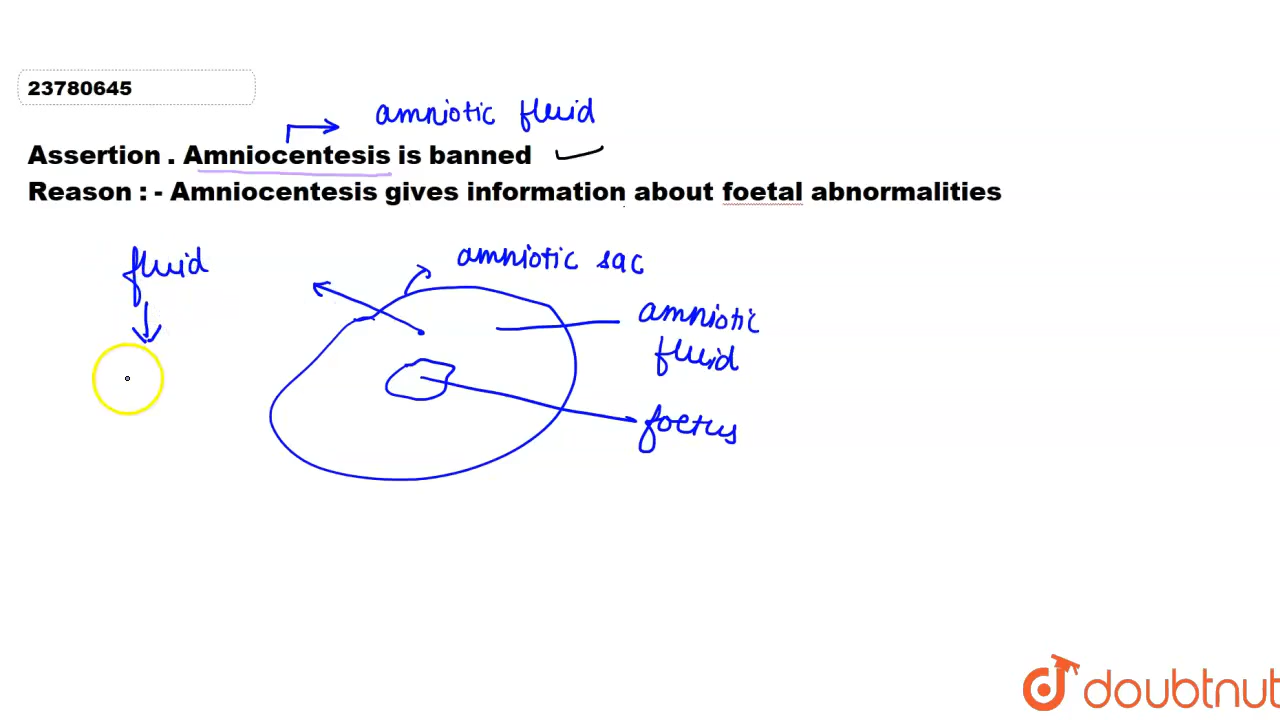 23780645
amniotic fluid
Assertion . Amniocentesis is banned
Reason : - Amniocentesis gives information about foetal abnormalities
fluid
amniotic sac
amniotic
fluid
foetus
doubtnut